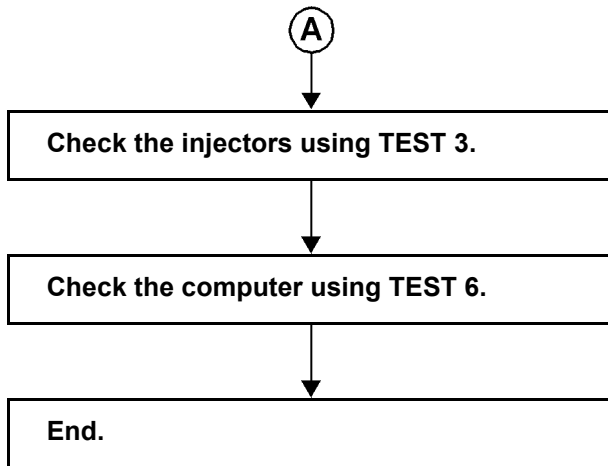 A
Check the injectors using TEST 3.
Check the computer using TEST 6.
End.